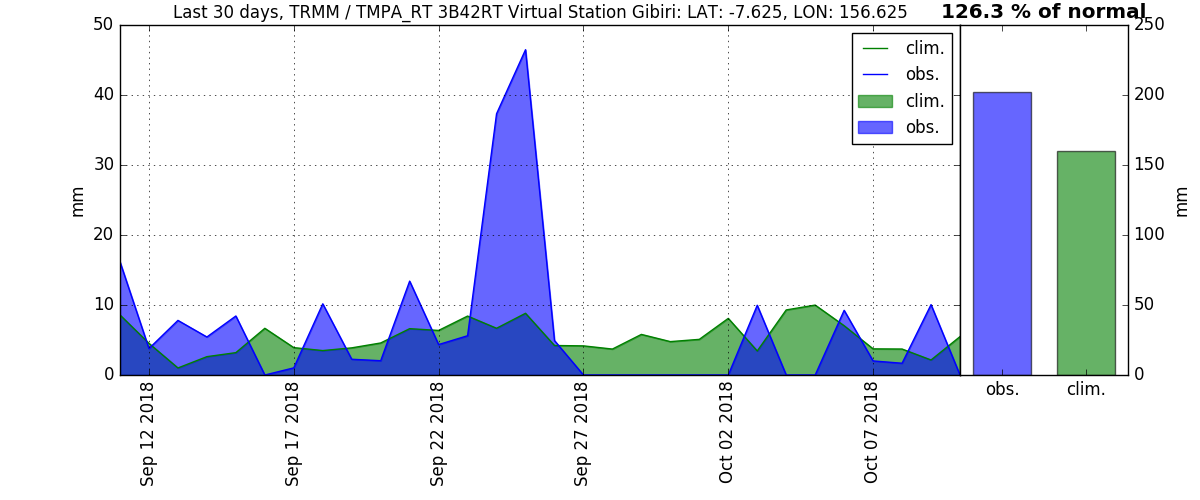 Last 30 days, TRMM / TMPA_RT 3B42RT Virtual Station Gibiri: LAT: -7.625, LON: 156.625
126.3 % of normal
50
40
30
20
10
0
mm
clim.
obs.
clim.
obs.
250
200
150
100
50
0
mm
Sep 12 2018
Sep 17 2018
Sep 22 2018
Sep 27 2018
Oct 02 2018
Oct 07 2018
obs.
clim.